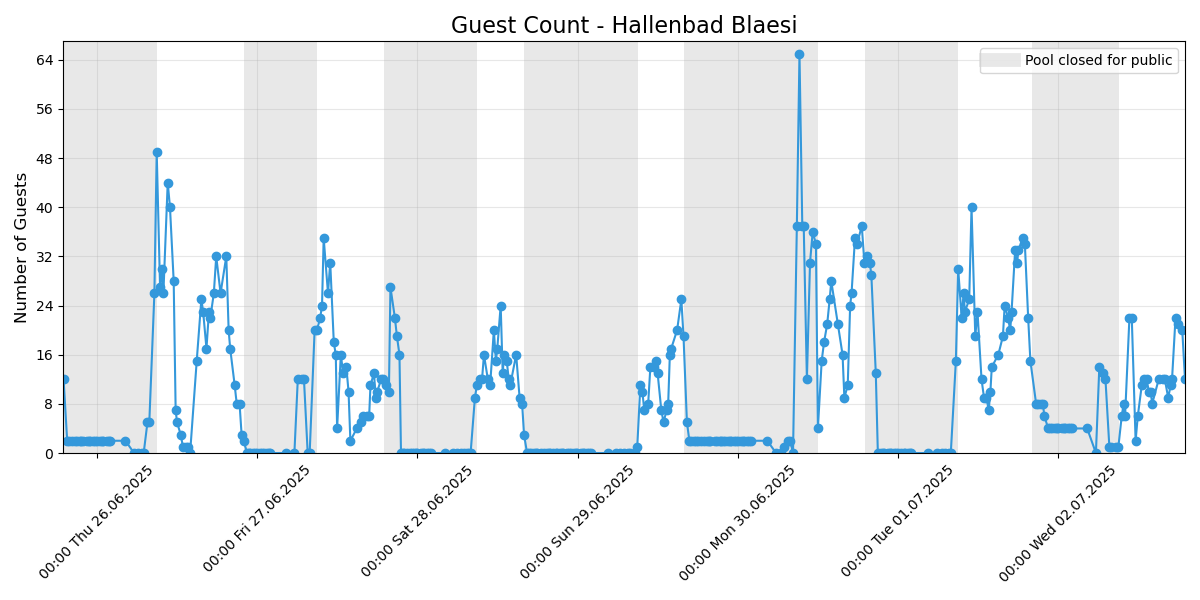 Guest Count - Hallenbad Blaesi
Pool closed for public
Number of Guests
64
56
48
40
32
24
16
8
0
00:00 Thu 26.06.2025
00:00 Fri 27.06.2025
00:00 Sat 28.06.2025
00:00 Sun 29.06.2025
00:00 Mon 30.06.2025
00:00 Tue 01.07.2025
00:00 Wed 02.07.2025